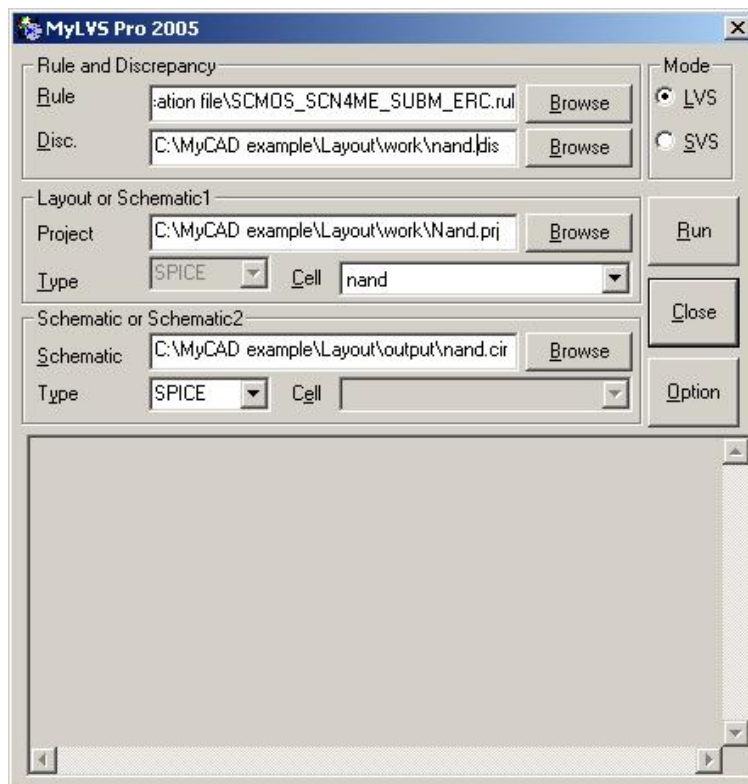 MyLVS Pro 2005
Rule and Discrepancy
Rule :ation file\SCMOS_SCN4ME_SUBM_ERC.rul Browse
Disc. C:\MyCAD example\Layout\work\nand.dis Browse
Mode
LVS
SVS
Layout or Schematic1
Project C:\MyCAD example\Layout\work\Nand.prj Browse
Type SPICE Cell nand
Run
Schematic or Schematic2
Schematic C:\MyCAD example\Layout\output\nand.cir Browse
Type SPICE Cell
Close
Option